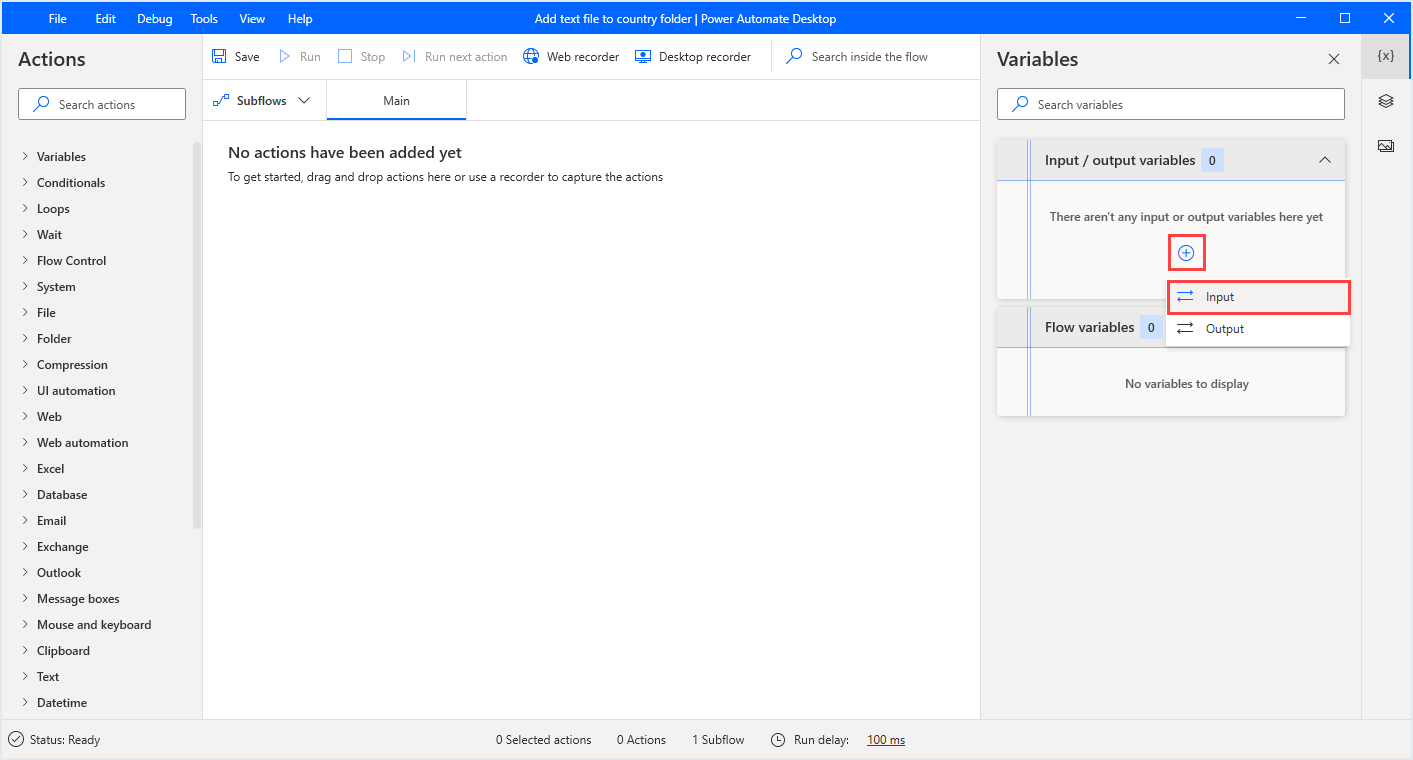 File Edit Debug Tools View Help
Add text file to country folder | Power Automate Desktop
Actions
Search actions
Variables
Conditionals
Loops
Wait
Flow Control
System
File
Folder
Compression
UI automation
Web
Web automation
Excel
Database
Email
Exchange
Outlook
Message boxes
Mouse and keyboard
Clipboard
Text
Datetime
Save Run Stop Run next action Web recorder Desktop recorder Search inside the flow
Subflows Main
No actions have been added yet
To get started, drag and drop actions here or use a recorder to capture the actions
Variables
{x}
Search variables
Input / output variables 0
There aren't any input or output variables here yet
Input
Output
Flow variables 0
No variables to display
Status: Ready 0 Selected actions 0 Actions 1 Subflow Run delay: 100 ms